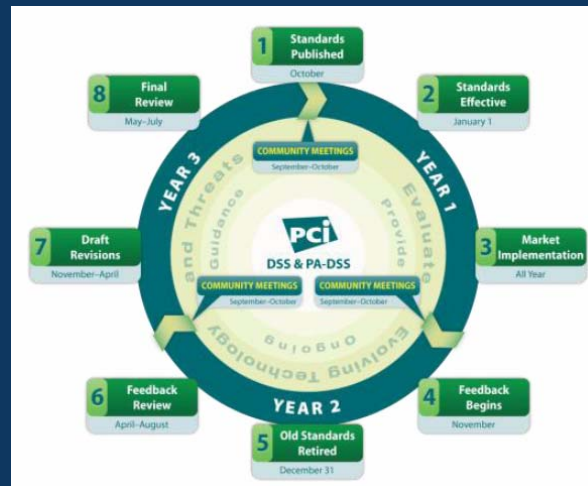 1
Standards
Published
October
2
Standards
Effective
January 1
3
Market
Implementation
All Year
4
Feedback
Begins
November
5
Old Standards
Retired
December 31
6
Feedback
Review
April–August
7
Draft
Revisions
November–April
8
Final
Review
May–July
YEAR 1
YEAR 2
YEAR 3
COMMUNITY MEETINGS
September–October
COMMUNITY MEETINGS
September–October
COMMUNITY MEETINGS
September–October
Evaluate
Evolving Technology
and Threats
Provide
Ongoing
Guidance
PCI
DSS & PA-DSS